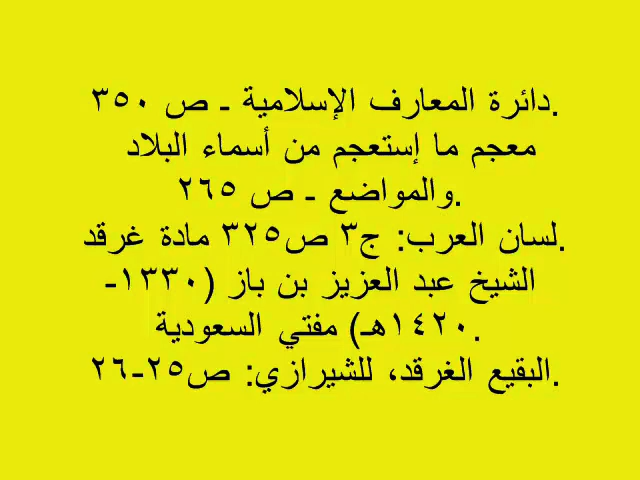 دائرة المعارف الإسلامية ـ ص ٣٥٠.
معجم ما إستعجم من أسماء البلاد
والمواضع ـ ص ٢٦٥.
لسان العرب: ج٣ ص٣٢٥ مادة غرقد.
الشيخ عبد العزيز بن باز (١٣٣٠-
١٤٢٠هـ) مفتي السعودية.
البقيع الغرقد، للشيرازي: ص٢٥-٢٦.